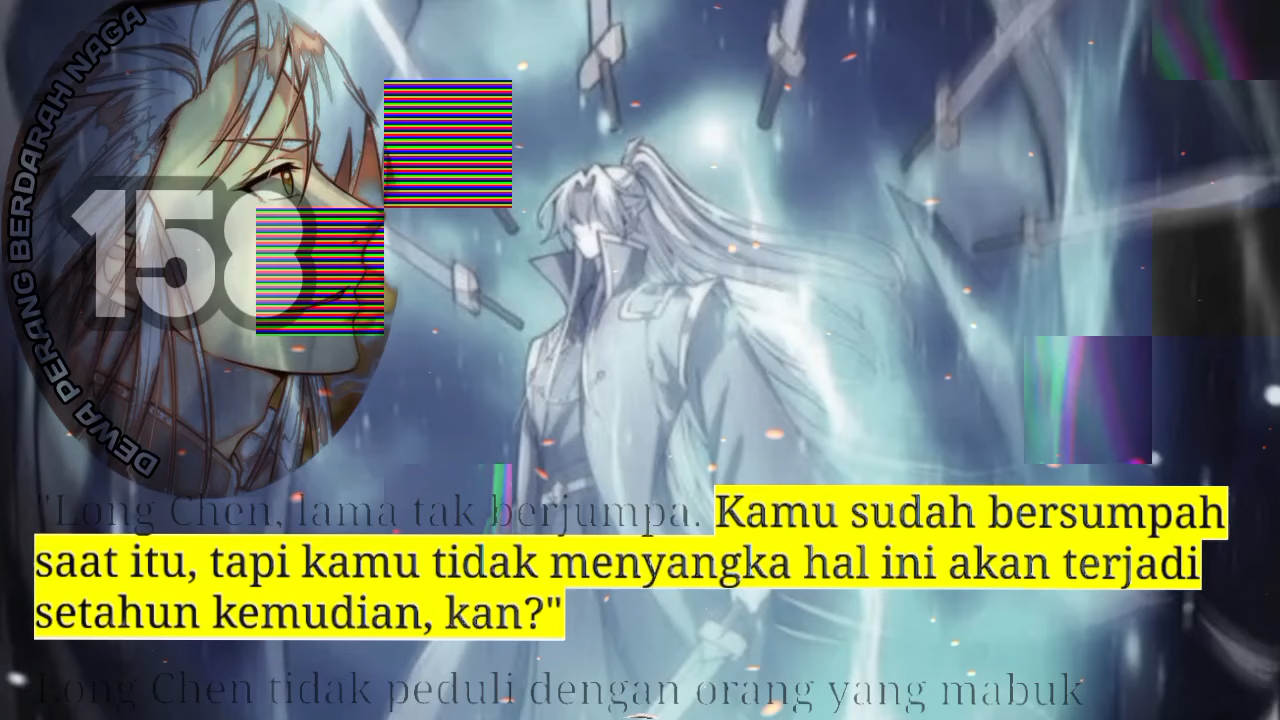 DEWA PERANG BERDARAH NAGA
158
"Long Chen, lama tak berjumpa. Kamu sudah bersumpah
saat itu, tapi kamu tidak menyangka hal ini akan terjadi
setahun kemudian, kan?"
Long Chen tidak peduli dengan orang yang mabuk